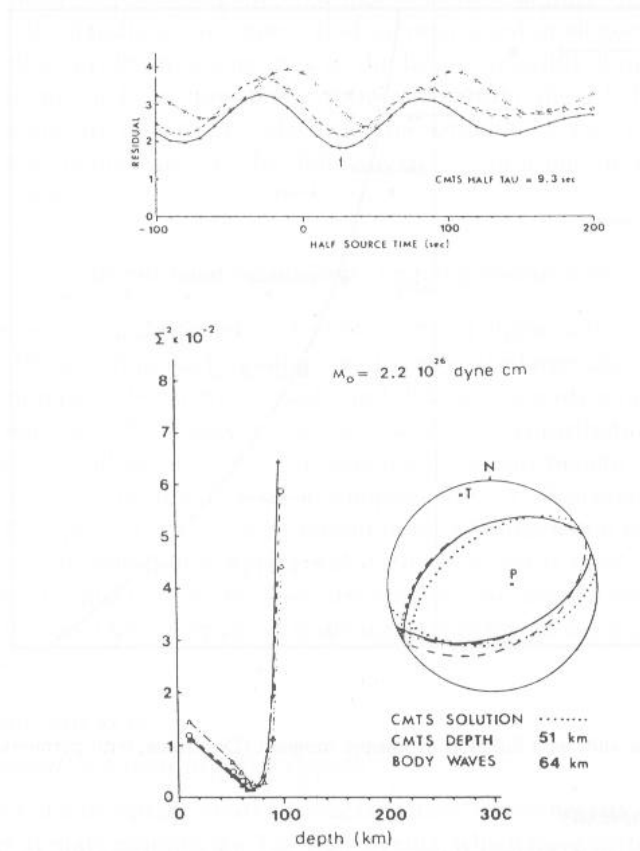 4
3
2
1
0
RESIDUAL
1
CMTS HALF TAU = 9.3 sec
-100 0 100 200
HALF SOURCE TIME (sec)
Σ² x 10⁻²
8
7
6
5
4
3
2
1
0
M₀ = 2.2 10²⁶ dyne cm
N
T
P
CMTS SOLUTION ........
CMTS DEPTH 51 km
BODY WAVES 64 km
0 100 200 300
depth (km)